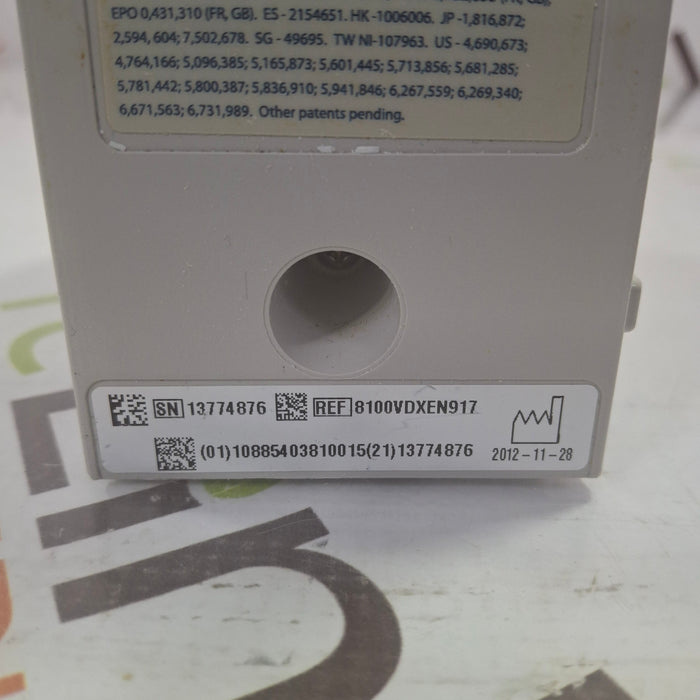 EPO 0,431,310 (FR, GB). ES - 2154651. HK -1006006. JP -1,816,872;
2,594,604; 7,502,678. SG - 49695. TW NI-107963. US - 4,690,673;
4,764,166; 5,096,385; 5,165,873; 5,601,445; 5,713,856; 5,681,285;
5,781,442; 5,800,387; 5,836,910; 5,941,846; 6,267,559; 6,269,340;
6,671,563; 6,731,989. Other patents pending.
SN 13774876 REF 8100VDXEN917
(01)10885403810015(21)13774876
2012-11-28